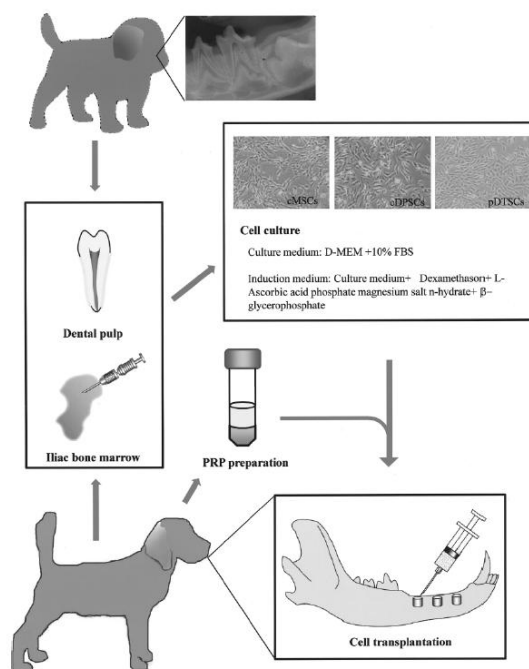 cMSCs
cDPSCs
pDTSCs
Cell culture
Culture medium: D-MEM +10% FBS
Induction medium: Culture medium+ Dexamethason+ L-
Ascorbic acid phosphate magnesium salt n-hydrate+ β–
glycerophosphate
Dental pulp
Iliac bone marrow
PRP preparation
Cell transplantation